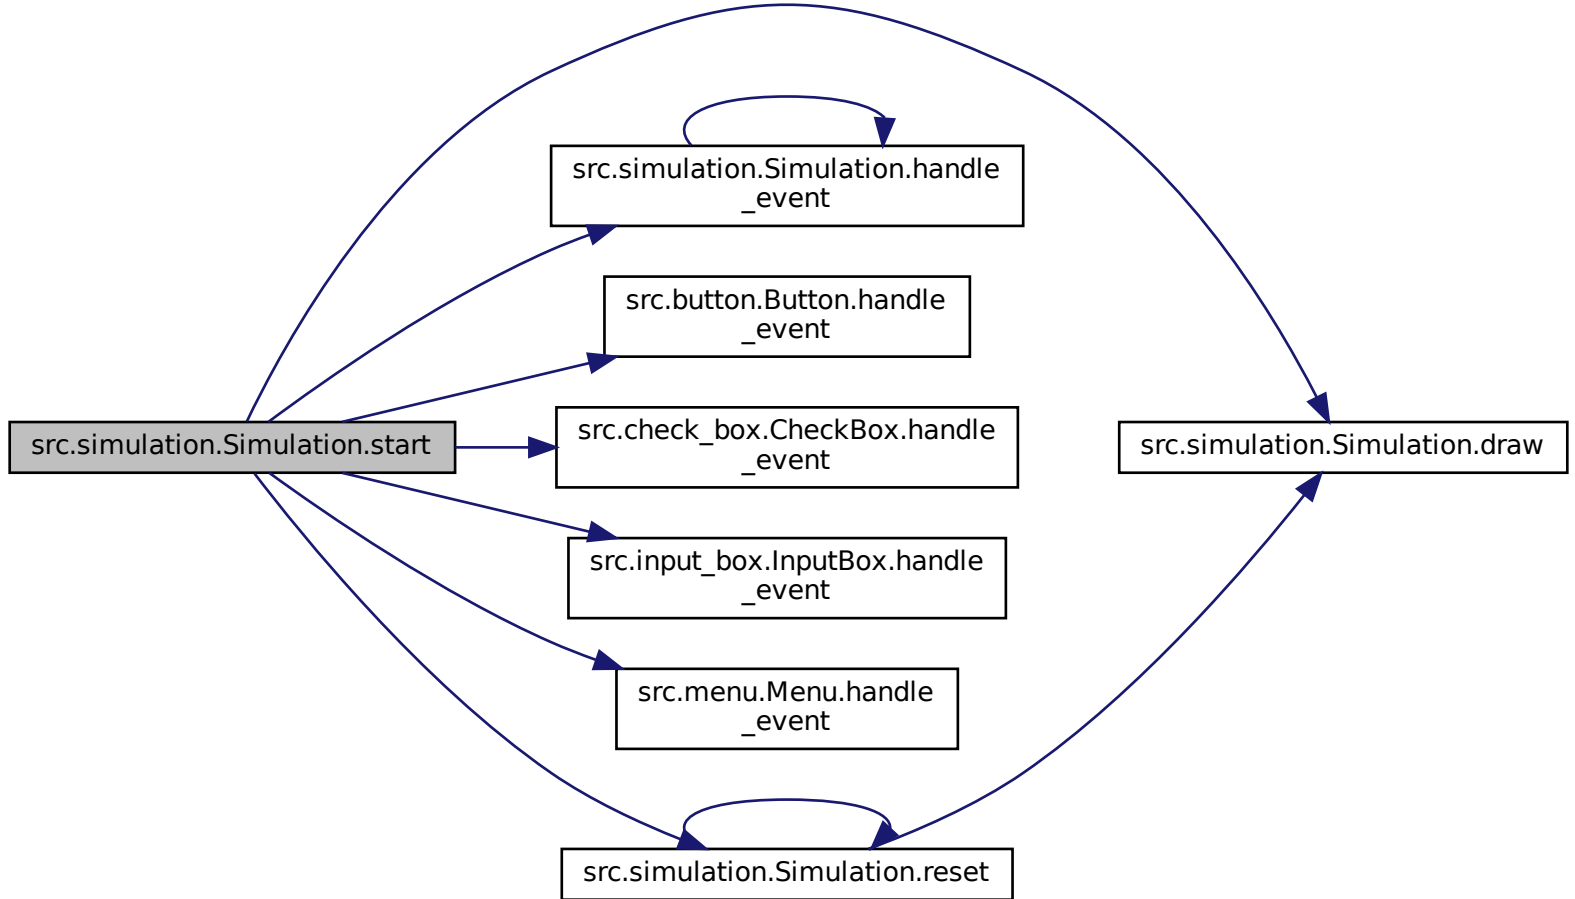 src.simulation.Simulation.handle
_event
src.button.Button.handle
_event
src.simulation.Simulation.start
src.check_box.CheckBox.handle
_event
src.simulation.Simulation.draw
src.input_box.InputBox.handle
_event
src.menu.Menu.handle
_event
src.simulation.Simulation.reset